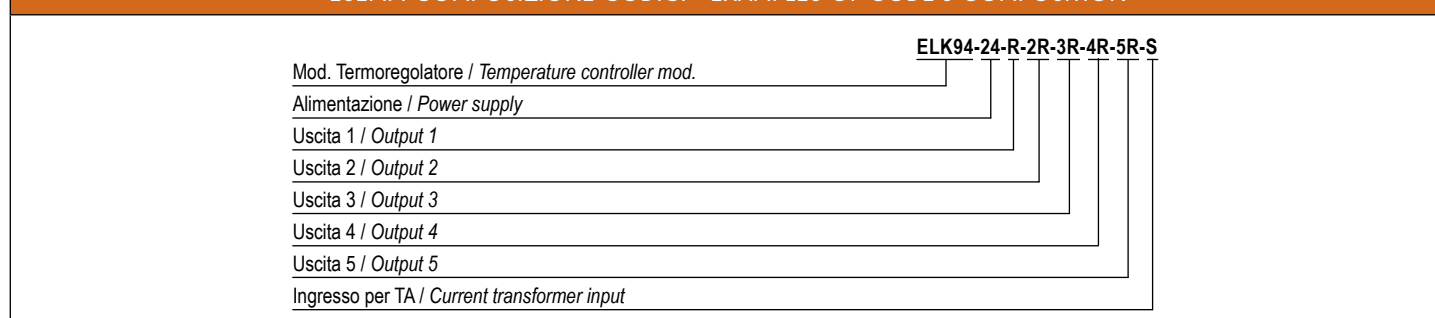 ELK94-24-R-2R-3R-4R-5R-S
Mod. Termoregolatore / Temperature controller mod.
Alimentazione / Power supply
Uscita 1 / Output 1
Uscita 2 / Output 2
Uscita 3 / Output 3
Uscita 4 / Output 4
Uscita 5 / Output 5
Ingresso per TA / Current transformer input